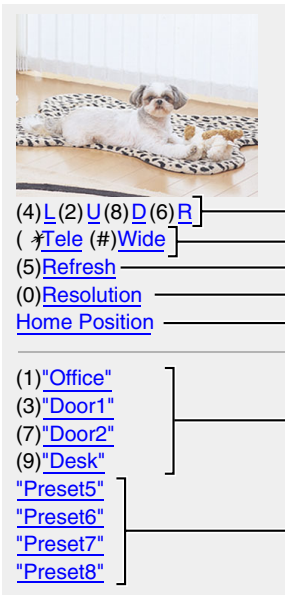 (4)L(2)U(8)D(6)R
(*)Tele (#)Wide
(5)Refresh
(0)Resolution
Home Position
(1)"Office"
(3)"Door1"
(7)"Door2"
(9)"Desk"
"Preset5"
"Preset6"
"Preset7"
"Preset8"